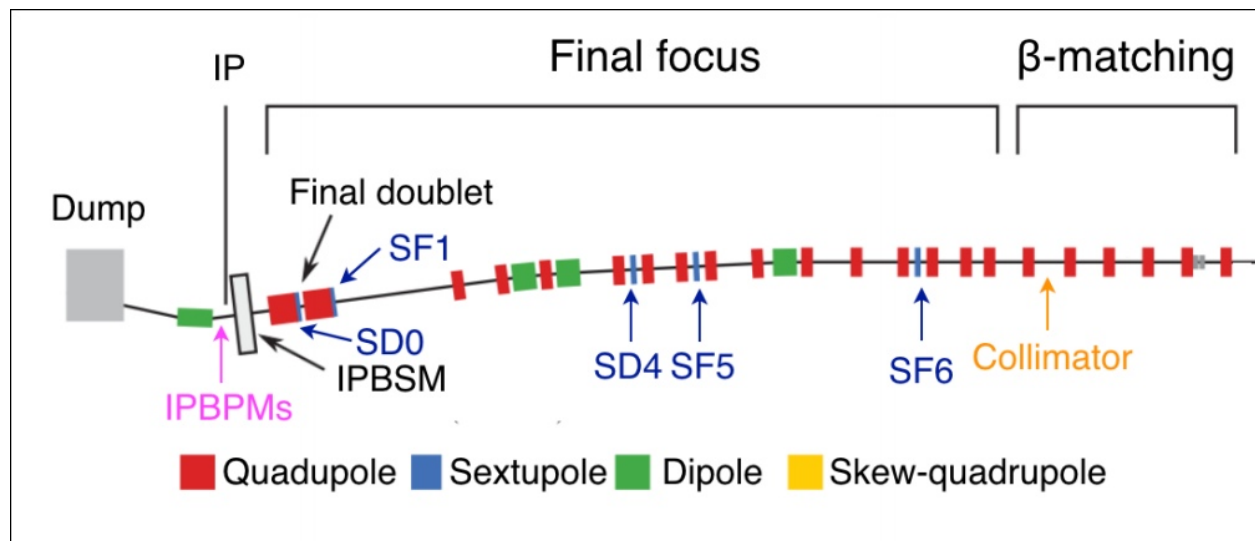 Final focus
β-matching
IP
Final doublet
Dump
SF1
SD0
IPBSM
SD4
SF5
SF6
Collimator
IPBPMs
Quadupole
Sextupole
Dipole
Skew-quadrupole